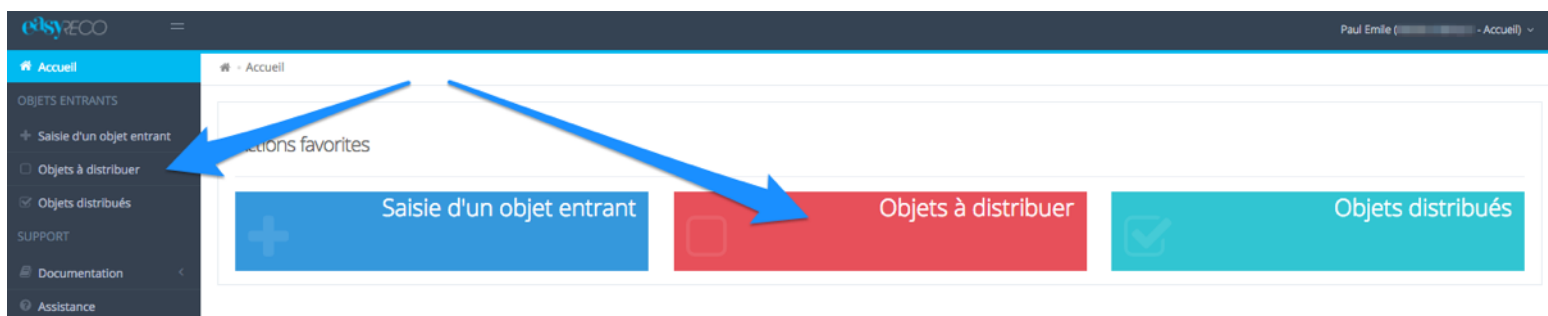 easyRECO
Paul Emile ( - Accueil)
Accueil
- Accueil
OBJETS ENTRANTS
Saisie d'un objet entrant
Objets à distribuer
Objets distribués
SUPPORT
Documentation
Assistance
favorites
Saisie d'un objet entrant
Objets à distribuer
Objets distribués